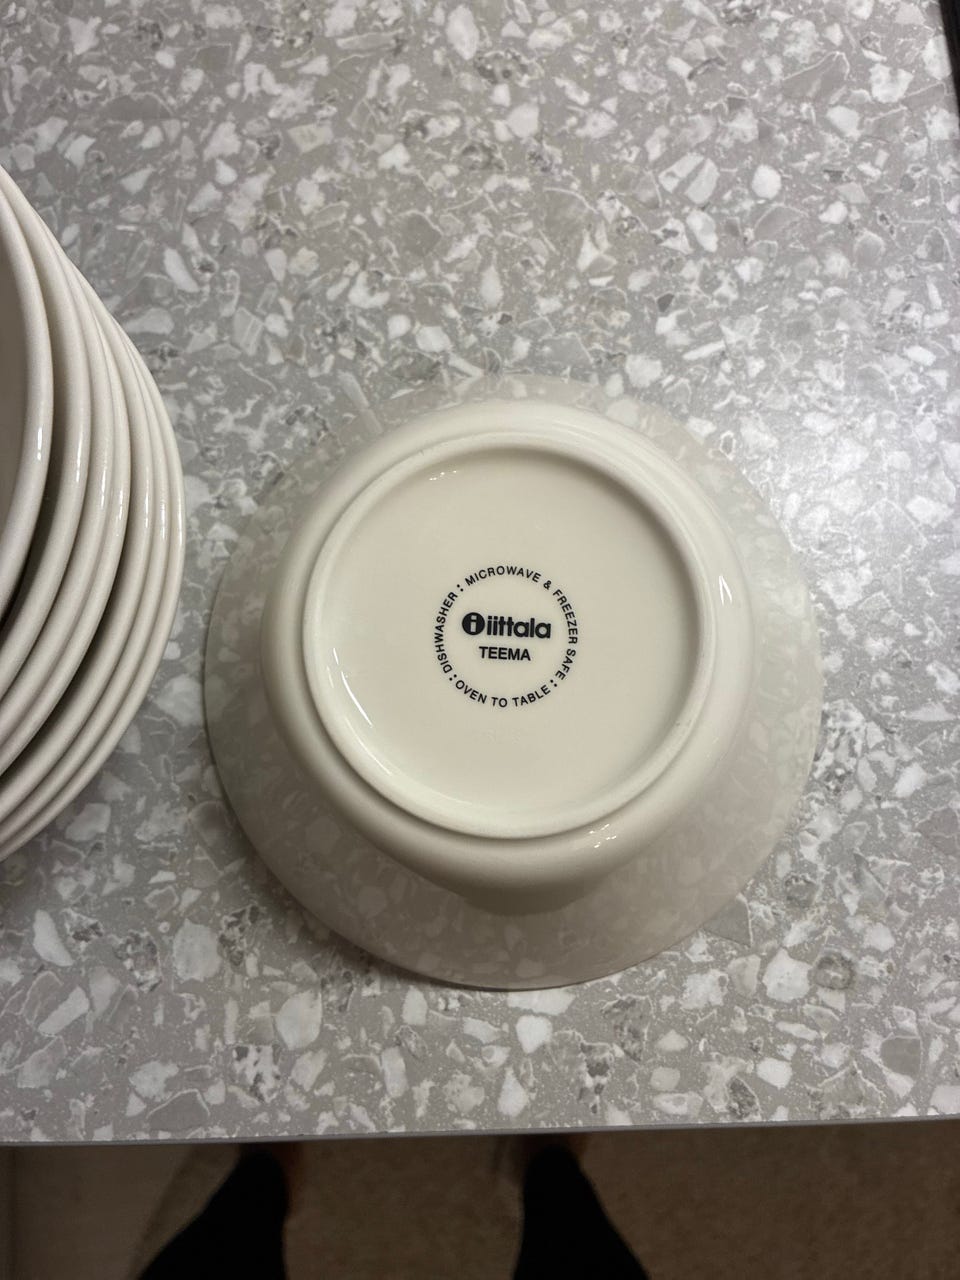 DISHWASHER : MICROWAVE & FREEZER SAFE : OVEN TO TABLE :
iittala
TEEMA